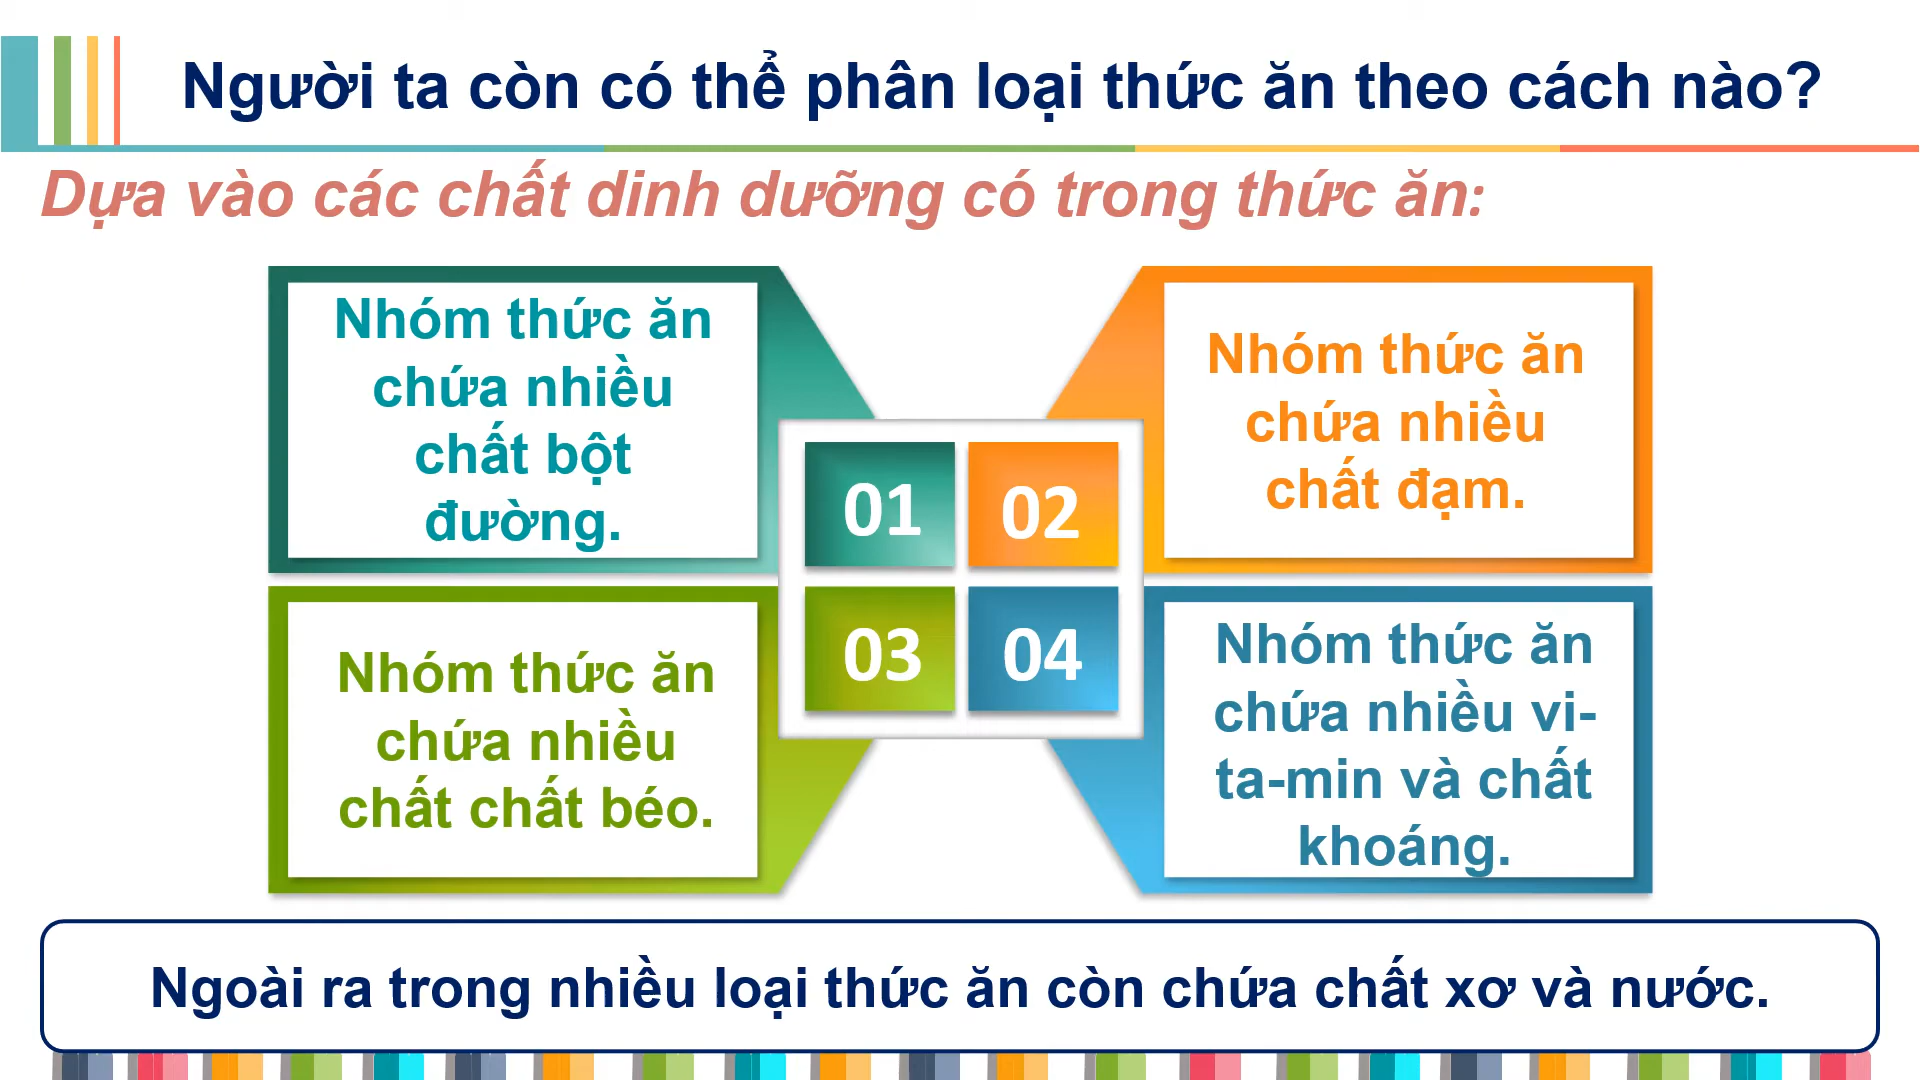 Người ta còn có thể phân loại thức ăn theo cách nào?
Dựa vào các chất dinh dưỡng có trong thức ăn:
Nhóm thức ăn
chứa nhiều
chất bột
đường.
01
02
Nhóm thức ăn
chứa nhiều
chất đạm.
Nhóm thức ăn
chứa nhiều
chất chất béo.
03
04
Nhóm thức ăn
chứa nhiều vi-
ta-min và chất
khoáng.
Ngoài ra trong nhiều loại thức ăn còn chứa chất xơ và nước.